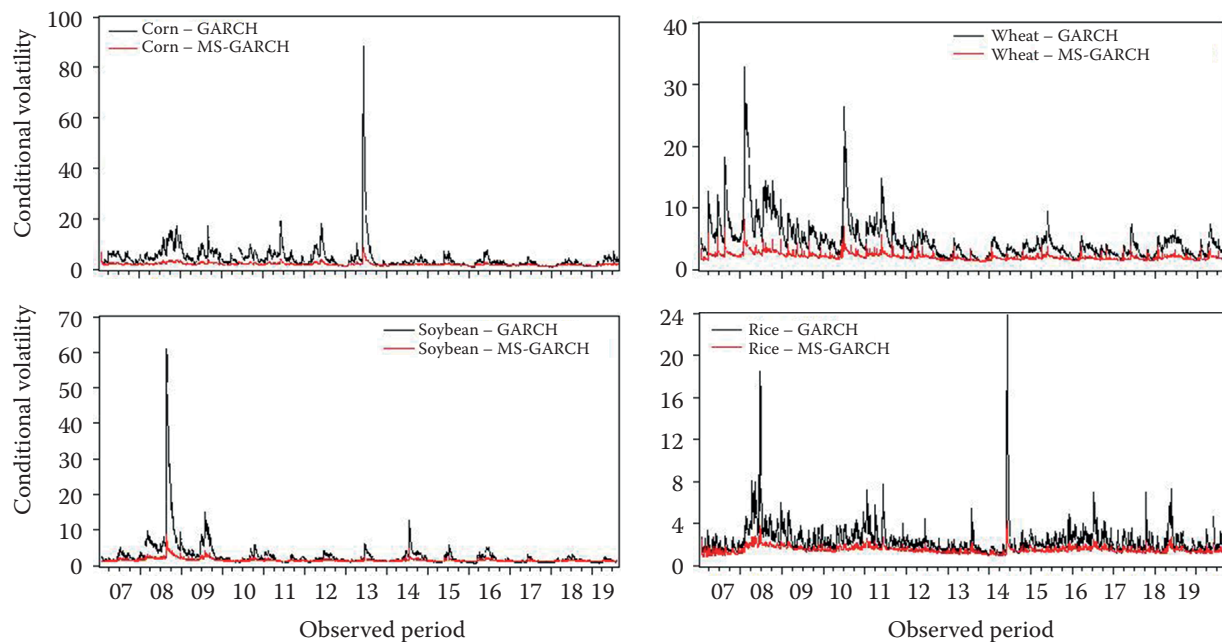 Conditional volatility
100
80
60
40
20
0
Corn – GARCH
Corn – MS-GARCH
40
30
20
10
0
Wheat – GARCH
Wheat – MS-GARCH
Conditional volatility
70
60
50
40
30
20
10
0
Soybean – GARCH
Soybean – MS-GARCH
07 08 09 10 11 12 13 14 15 16 17 18 19
Observed period
24
20
16
12
8
4
0
Rice – GARCH
Rice – MS-GARCH
07 08 09 10 11 12 13 14 15 16 17 18 19
Observed period